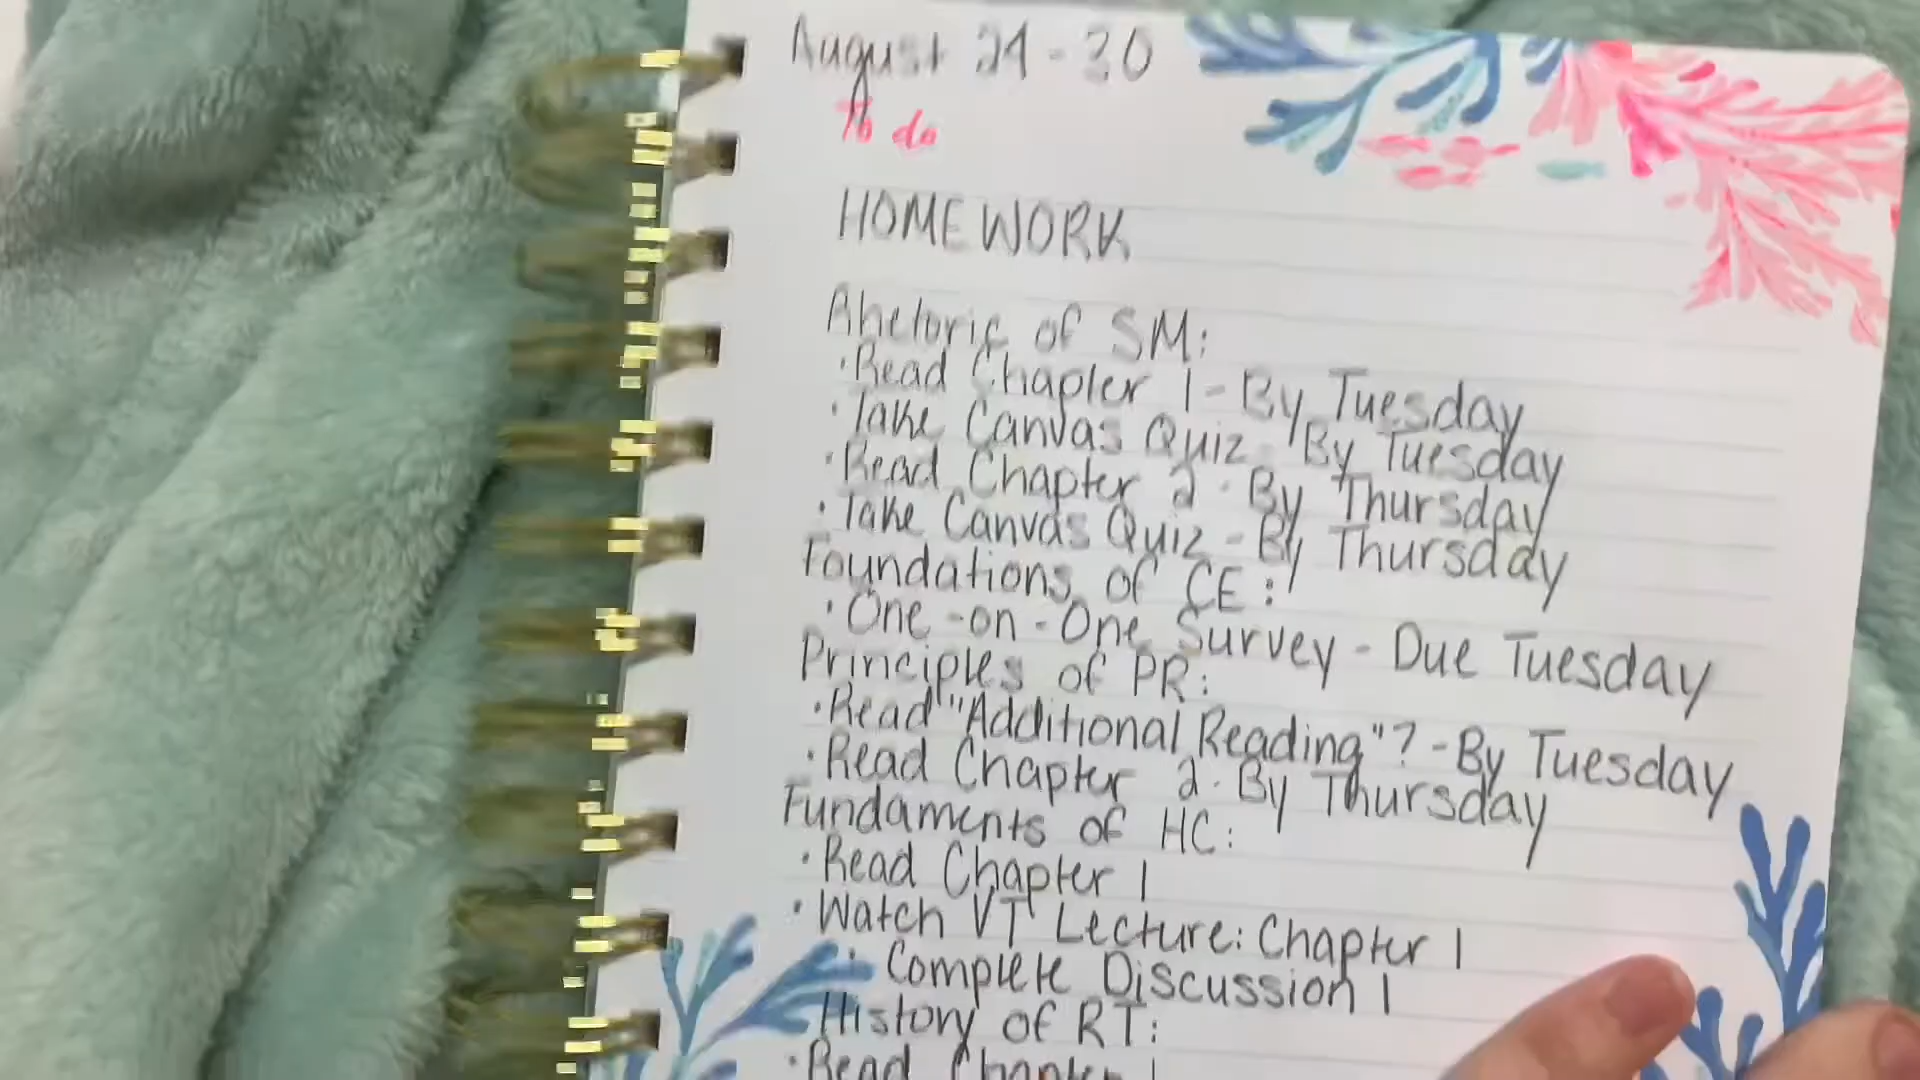 August 24-30
To do
HOMEWORK
Rhetoric of SM:
·Read Chapter 1-By Tuesday
·Take Canvas Quiz-By Tuesday
·Read Chapter 2-By Thursday
·Take Canvas Quiz-By Thursday
Foundations of CE:
·One-on-One Survey-Due Tuesday
Principles of PR:
·Read "Additional Reading"?-By Tuesday
·Read Chapter 2-By Thursday
Fundaments of HC:
·Read Chapter 1
·Watch VT Lecture: Chapter 1
·Complete Discussion 1
History of RT:
·Read Chapter 1